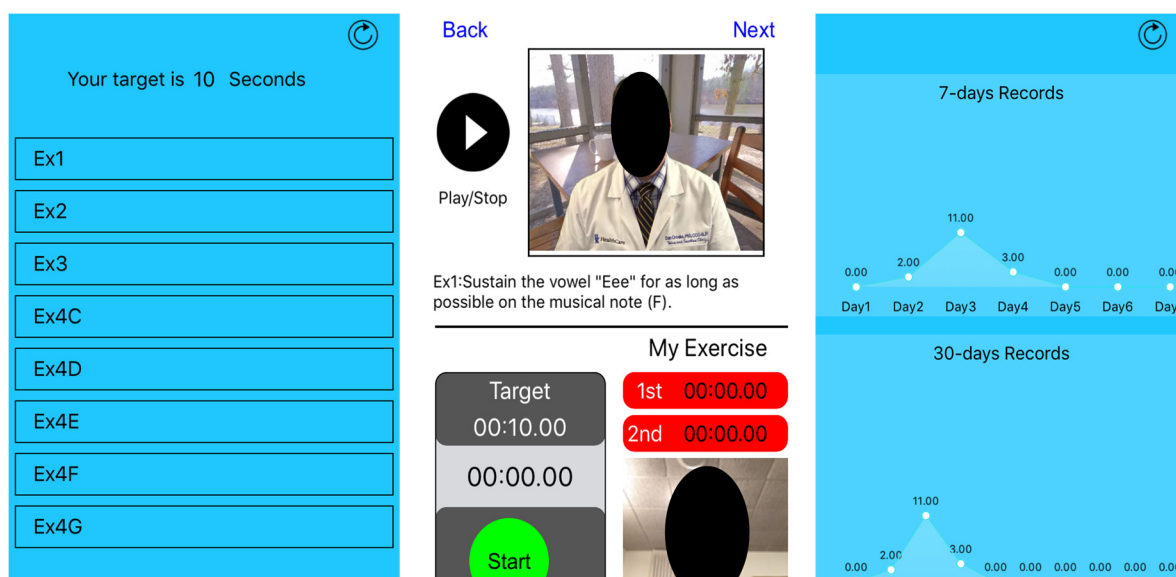 Your target is 10 Seconds
Ex1
Ex2
Ex3
Ex4C
Ex4D
Ex4E
Ex4F
Ex4G
Back
Next
Play/Stop
HealthCare
Ex1:Sustain the vowel "Eee" for as long as
possible on the musical note (F).
My Exercise
Target
00:10.00
00:00.00
Start
1st 00:00.00
2nd 00:00.00
7-days Records
11.00
3.00
2.00
0.00 0.00 0.00 0.00
Day1 Day2 Day3 Day4 Day5 Day6 Day
30-days Records
11.00
3.00
2.00
0.00 0.00 0.00 0.00 0.00 0.00